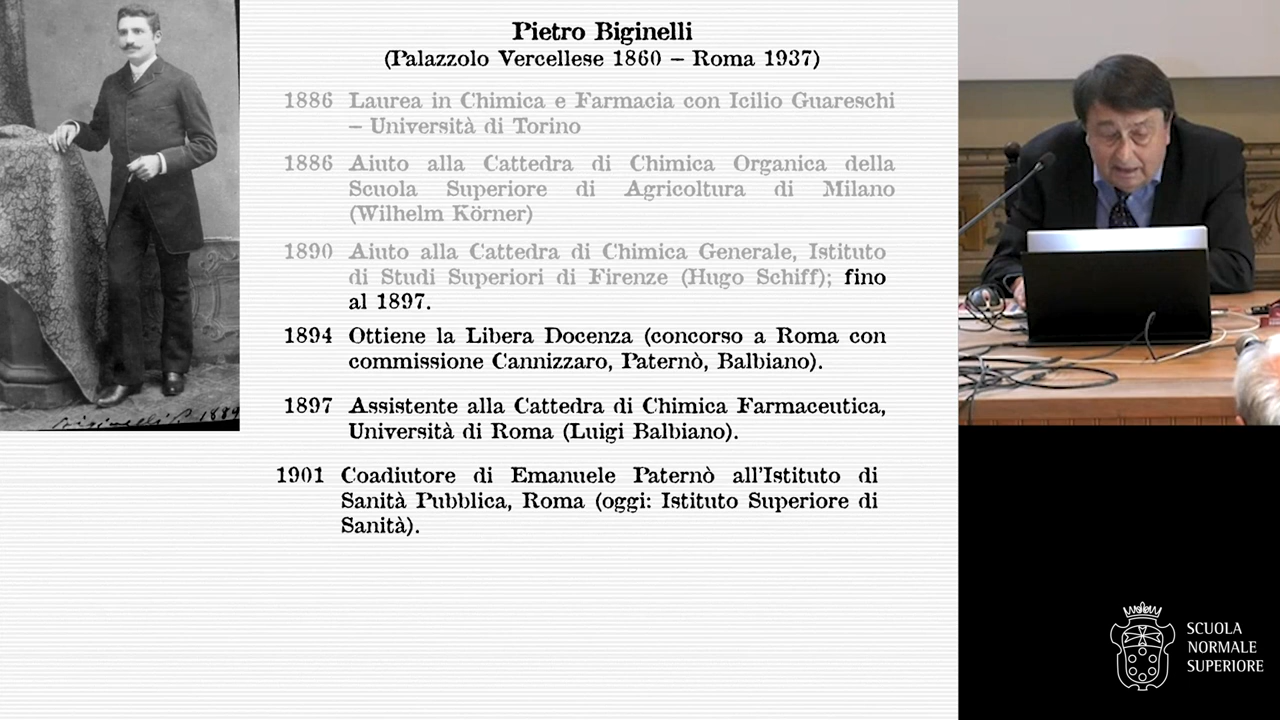 Pietro Biginelli
(Palazzolo Vercellese 1860 – Roma 1937)
1886 Laurea in Chimica e Farmacia con Icilio Guareschi
– Università di Torino
1886 Aiuto alla Cattedra di Chimica Organica della
Scuola Superiore di Agricoltura di Milano
(Wilhelm Körner)
1890 Aiuto alla Cattedra di Chimica Generale, Istituto
di Studi Superiori di Firenze (Hugo Schiff); fino
al 1897.
1894 Ottiene la Libera Docenza (concorso a Roma con
commissione Cannizzaro, Paternò, Balbiano).
1897 Assistente alla Cattedra di Chimica Farmaceutica,
Università di Roma (Luigi Balbiano).
1901 Coadiutore di Emanuele Paternò all'Istituto di
Sanità Pubblica, Roma (oggi: Istituto Superiore di
Sanità).
Biginelli P. 1889
SCUOLA
NORMALE
SUPERIORE